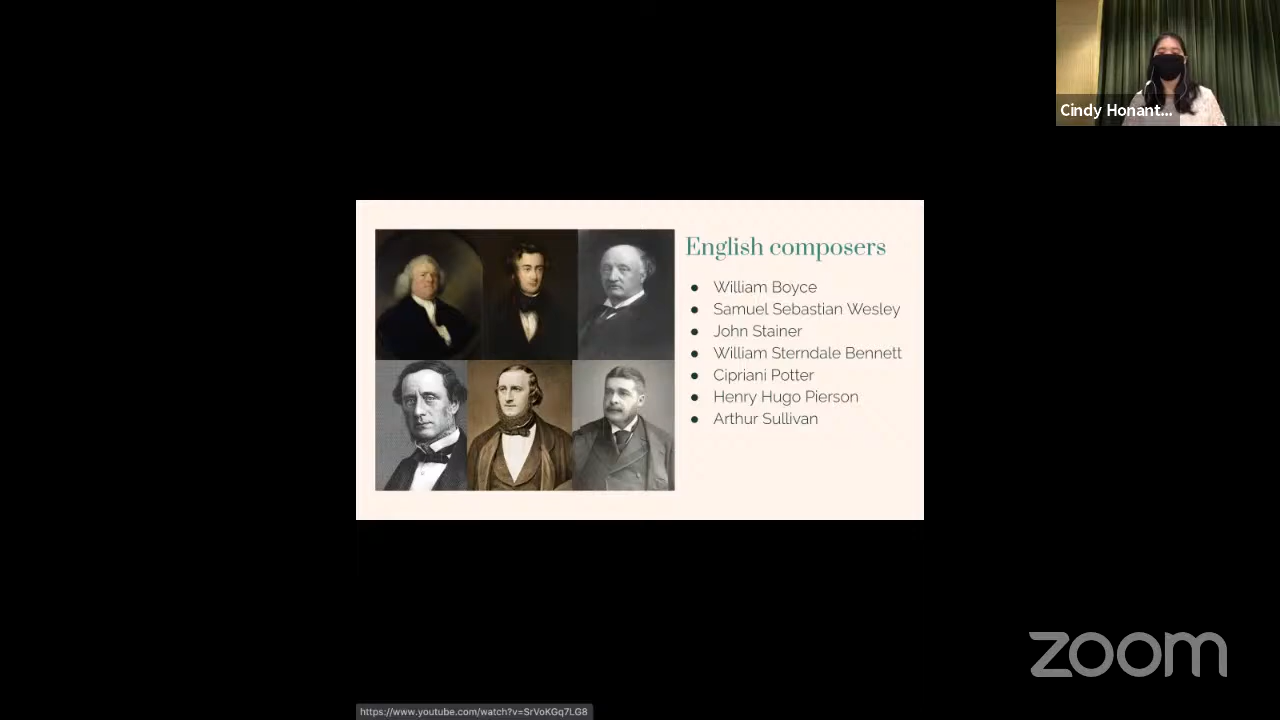 Cindy Honant...
English composers
● William Boyce
● Samuel Sebastian Wesley
● John Stainer
● William Sterndale Bennett
● Cipriani Potter
● Henry Hugo Pierson
● Arthur Sullivan
zoom
https://www.youtube.com/watch?v=SrVoKGq7LG8